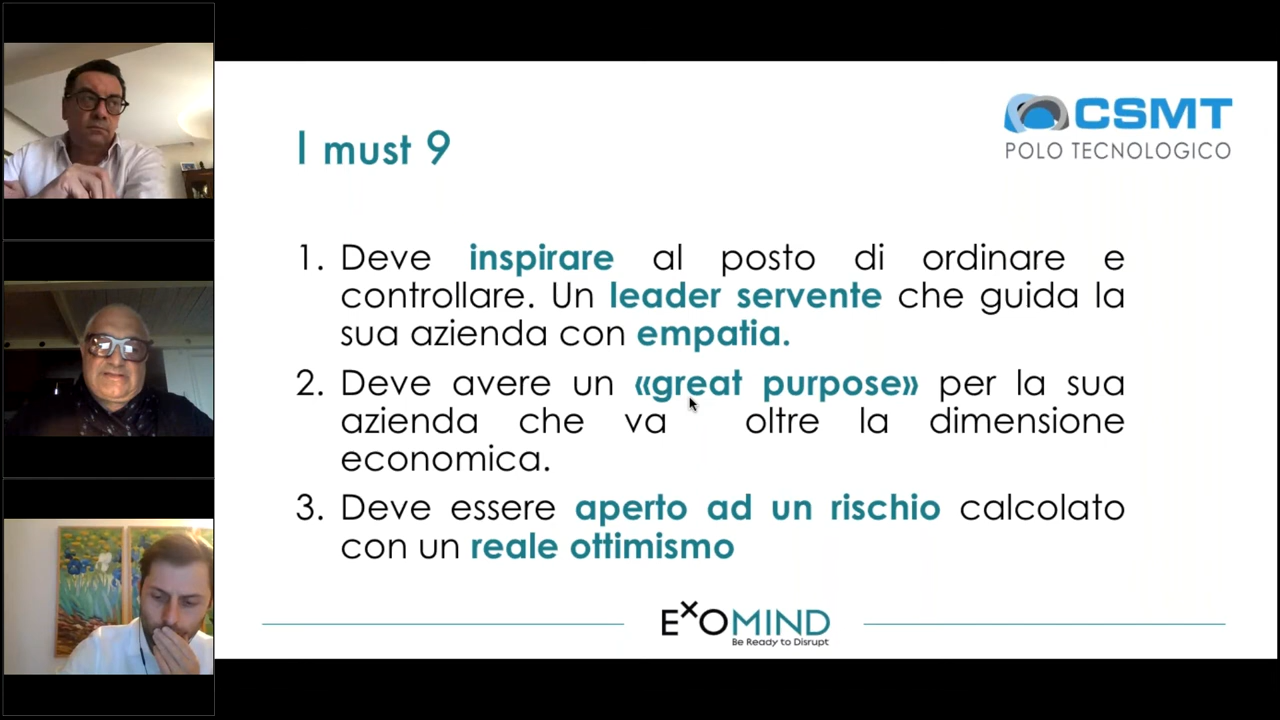 I must 9
CSMT
POLO TECNOLOGICO
1. Deve inspirare al posto di ordinare e
controllare. Un leader servente che guida la
sua azienda con empatia.
2. Deve avere un «great purpose» per la sua
azienda che va oltre la dimensione
economica.
3. Deve essere aperto ad un rischio calcolato
con un reale ottimismo
EXOMIND
Be Ready to Disrupt